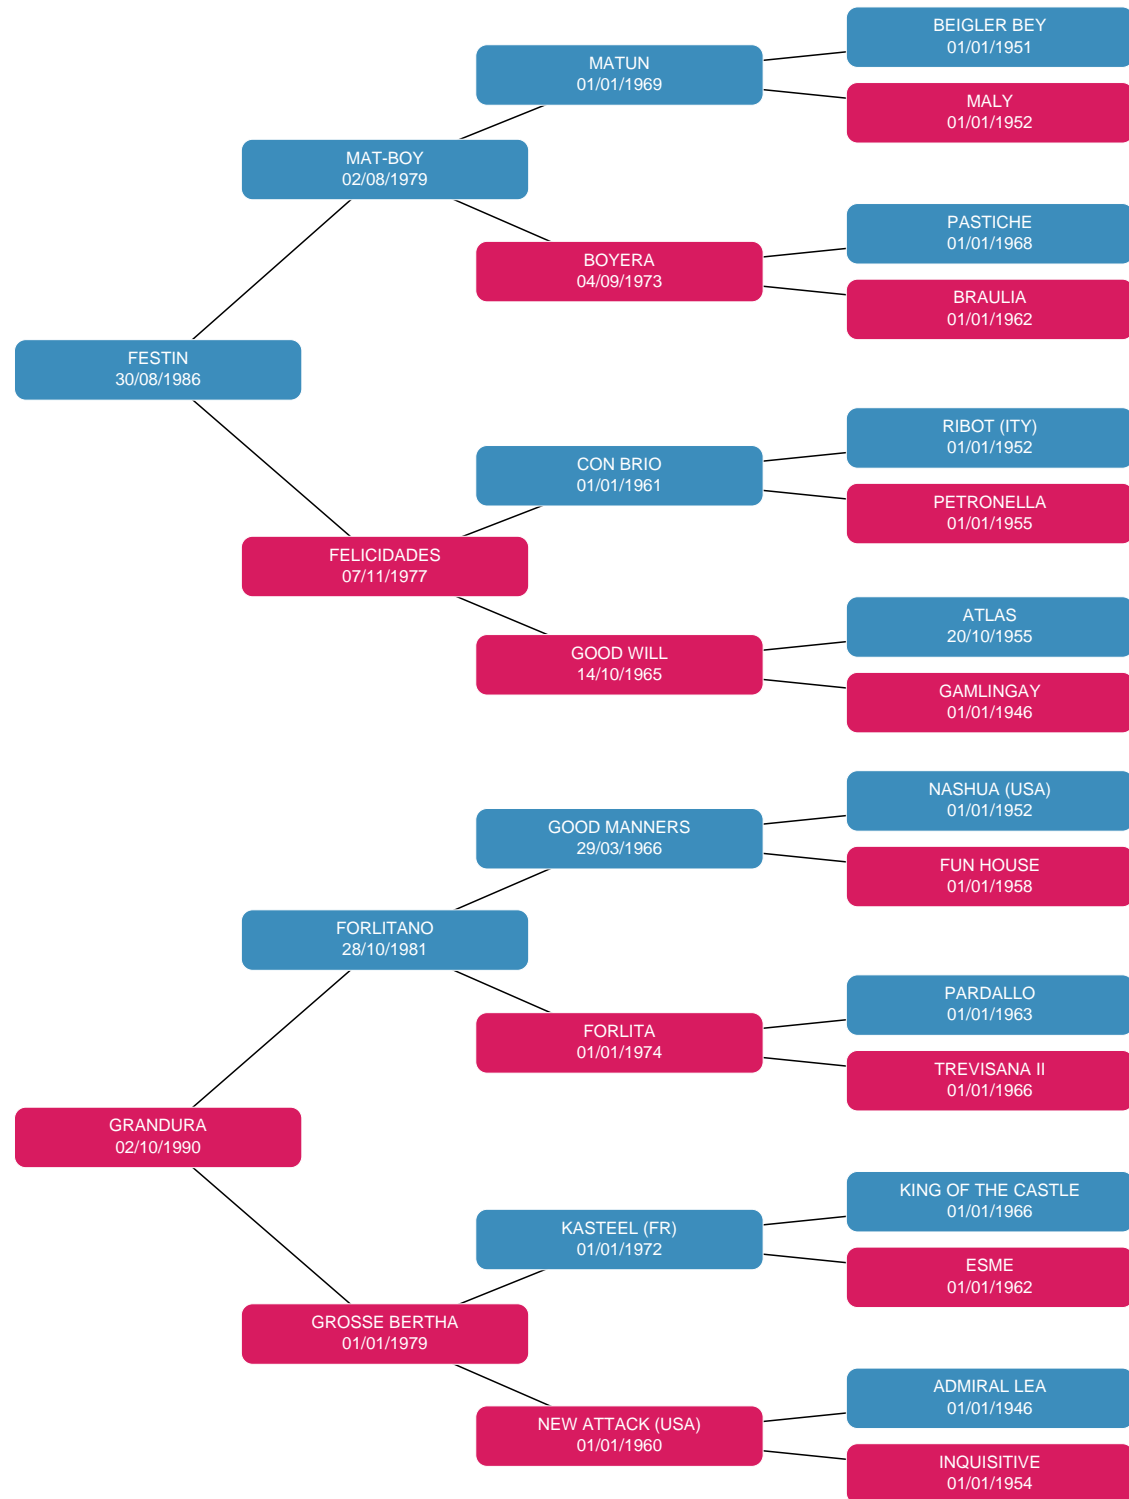 BEIGLER BEY
01/01/1951
MATUN
01/01/1969
MALY
01/01/1952
MAT-BOY
02/08/1979
PASTICHE
01/01/1968
BOYERA
04/09/1973
BRAULIA
01/01/1962
FESTIN
30/08/1986
RIBOT (ITY)
01/01/1952
CON BRIO
01/01/1961
PETRONELLA
01/01/1955
FELICIDADES
07/11/1977
ATLAS
20/10/1955
GOOD WILL
14/10/1965
GAMLINGAY
01/01/1946
NASHUA (USA)
01/01/1952
GOOD MANNERS
29/03/1966
FUN HOUSE
01/01/1958
FORLITANO
28/10/1981
PARDALLO
01/01/1963
FORLITA
01/01/1974
TREVISANA II
01/01/1966
GRANDURA
02/10/1990
KING OF THE CASTLE
01/01/1966
KASTEEL (FR)
01/01/1972
ESME
01/01/1962
GROSSE BERTHA
01/01/1979
ADMIRAL LEA
01/01/1946
NEW ATTACK (USA)
01/01/1960
INQUISITIVE
01/01/1954